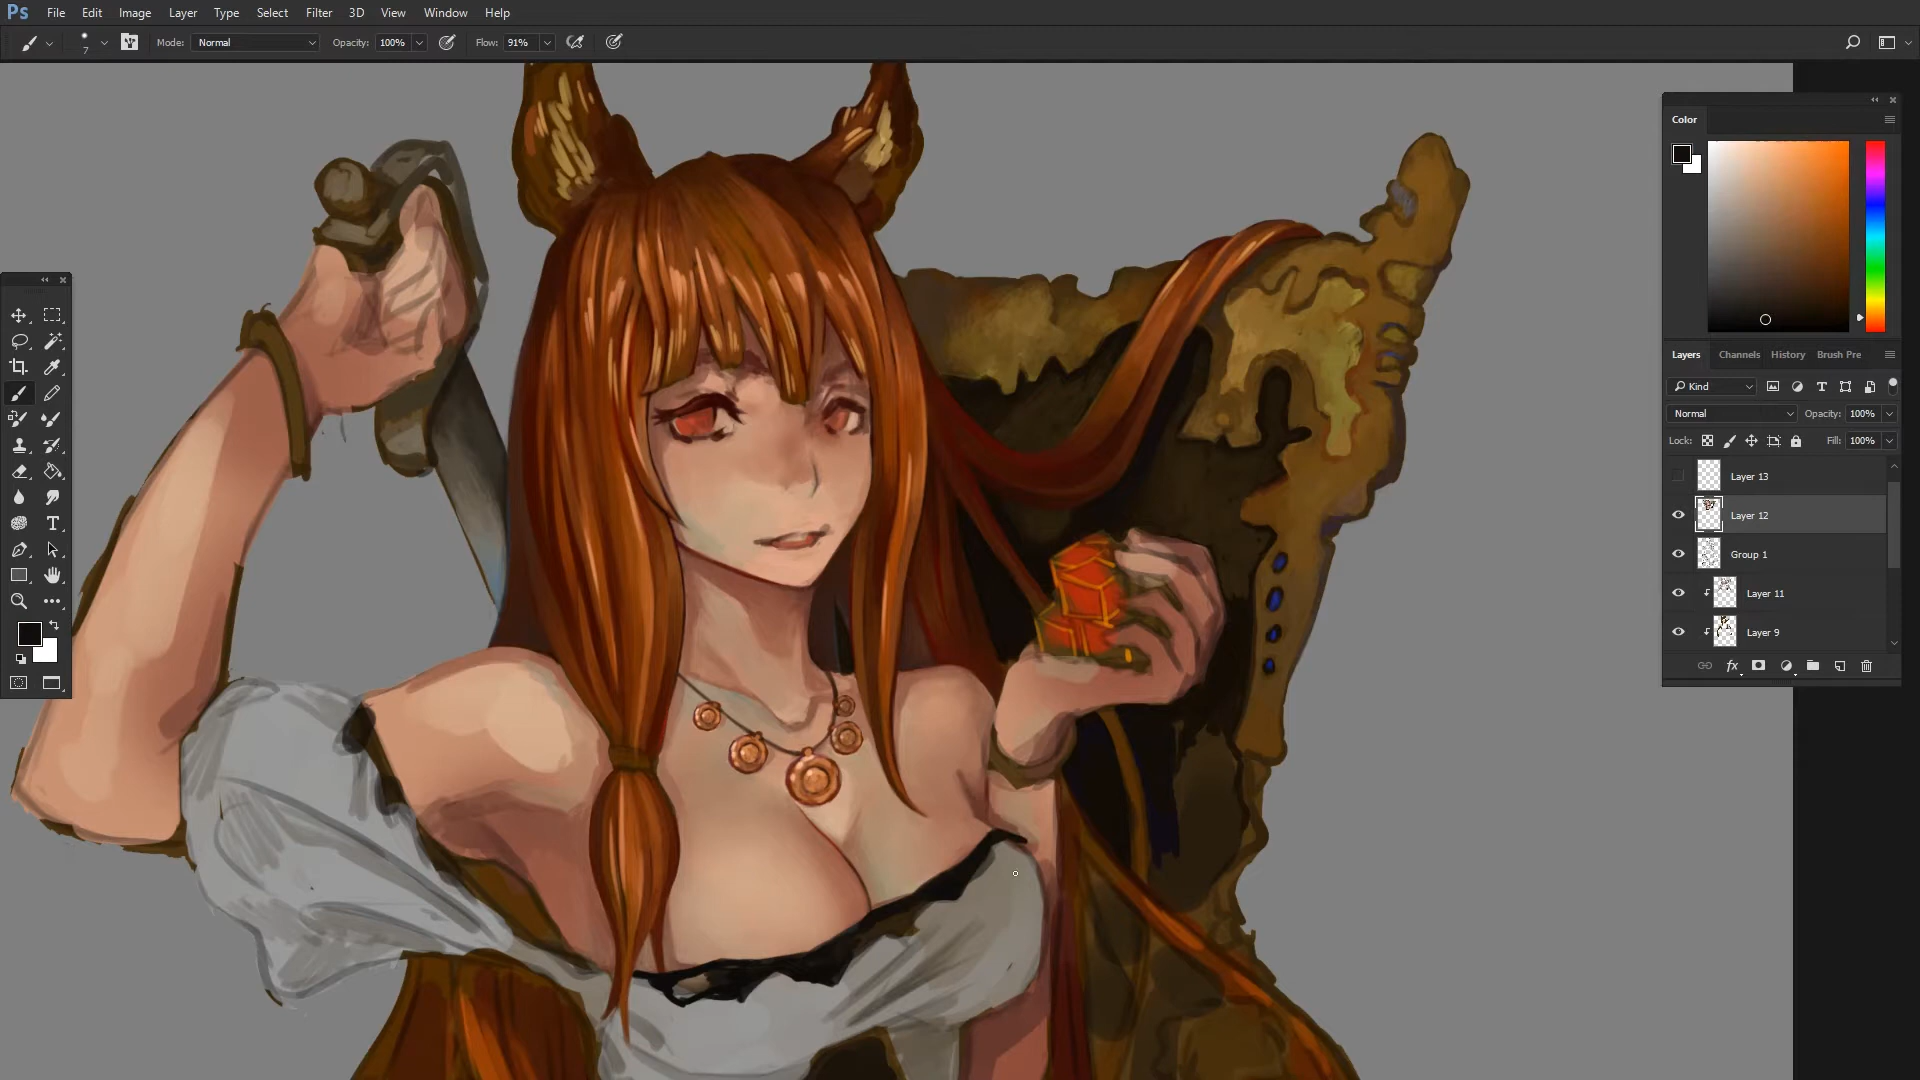 Ps File Edit Image Layer Type Select Filter 3D View Window Help
7 Mode: Normal Opacity: 100% Flow: 91%
Color
Layers Channels History Brush Pre
Kind
Normal Opacity: 100%
Lock: Fill: 100%
Layer 13
Layer 12
Group 1
Layer 11
Layer 9
fx